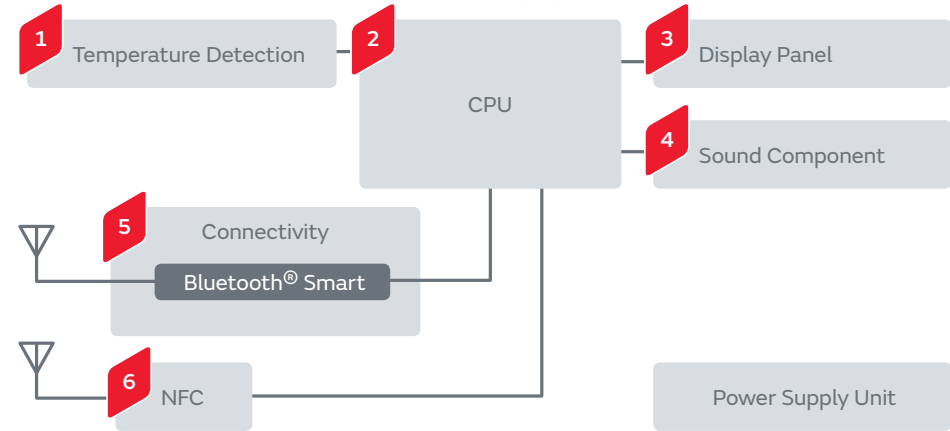 1
Temperature Detection
2
CPU
3
Display Panel
4
Sound Component
5
Connectivity
Bluetooth® Smart
6
NFC
Power Supply Unit